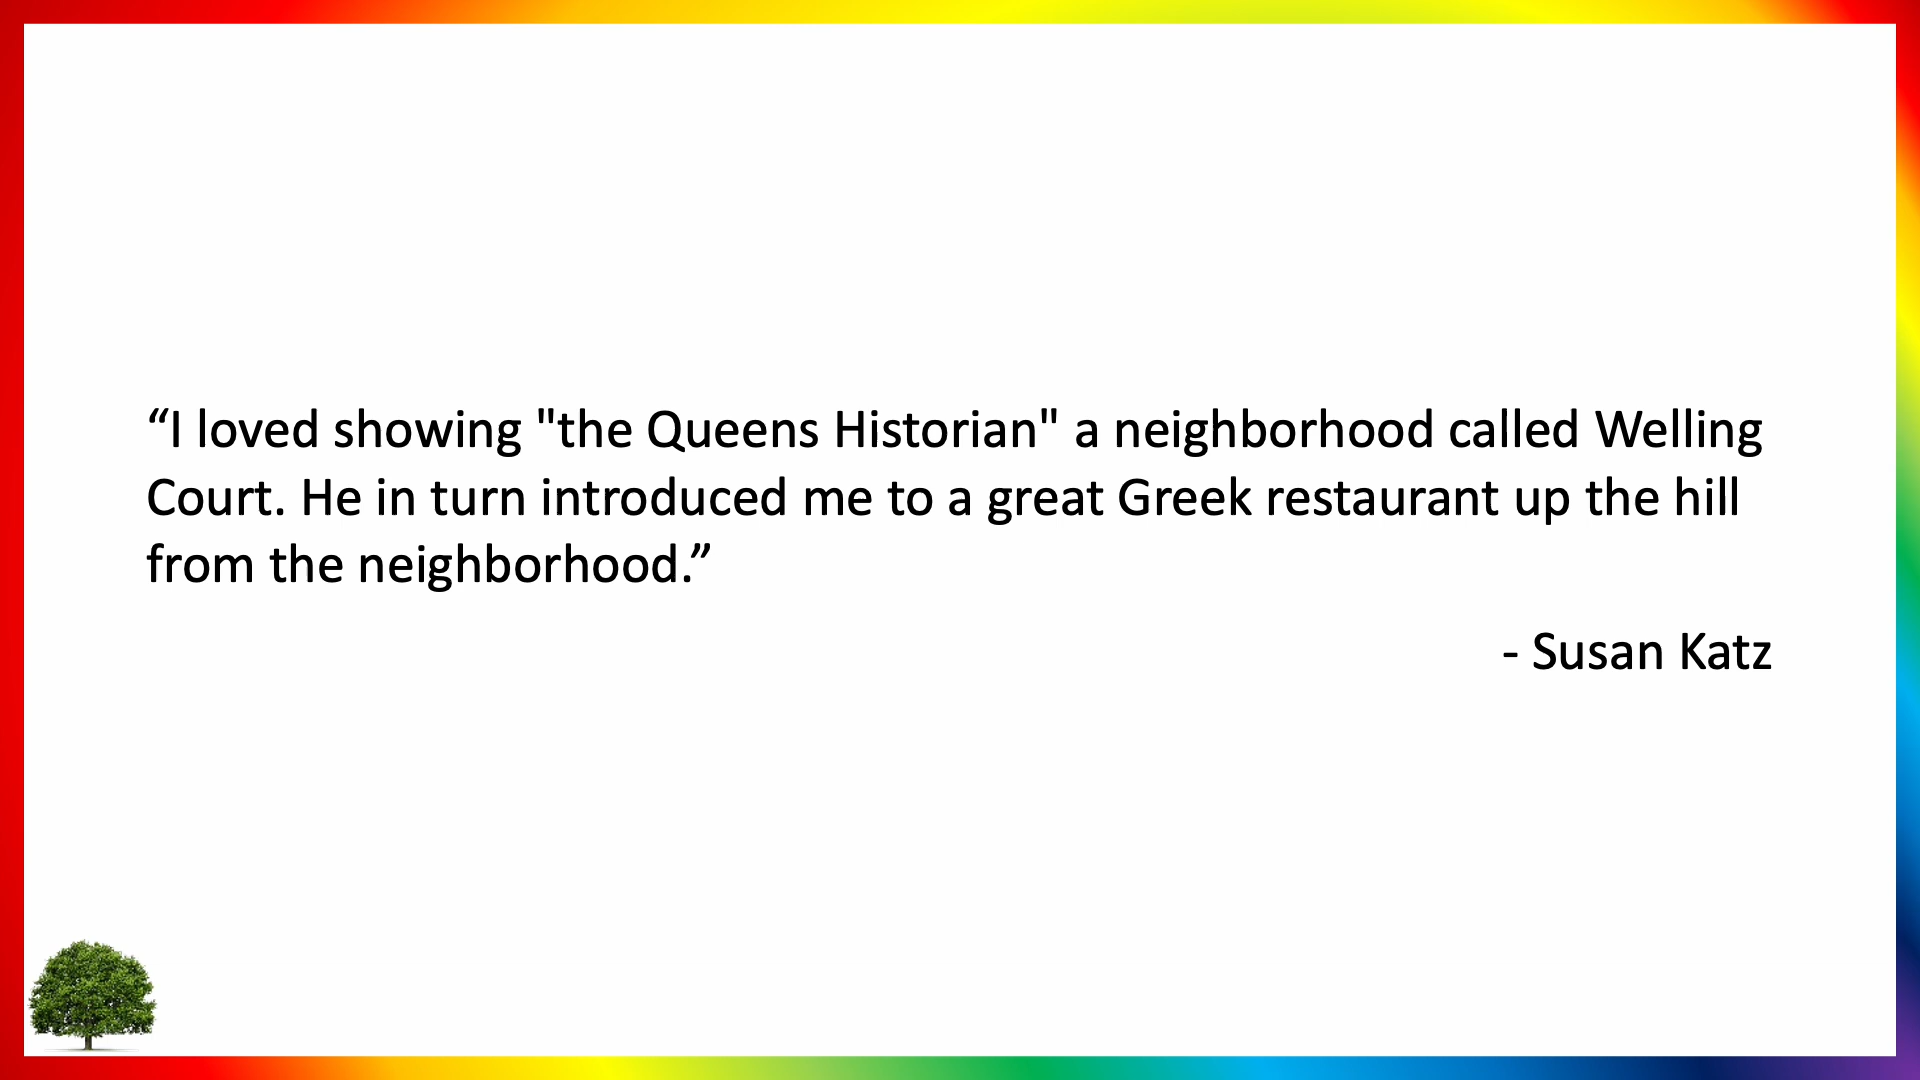 “I loved showing "the Queens Historian" a neighborhood called Welling
Court. He in turn introduced me to a great Greek restaurant up the hill
from the neighborhood.”
- Susan Katz